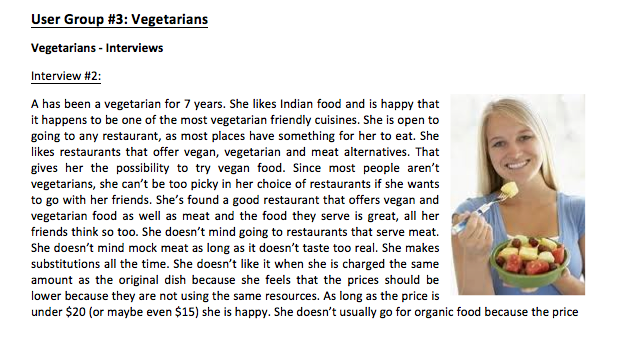 User Group #3: Vegetarians
Vegetarians - Interviews
Interview #2:
A has been a vegetarian for 7 years. She likes Indian food and is happy that
it happens to be one of the most vegetarian friendly cuisines. She is open to
going to any restaurant, as most places have something for her to eat. She
likes restaurants that offer vegan, vegetarian and meat alternatives. That
gives her the possibility to try vegan food. Since most people aren't
vegetarians, she can't be too picky in her choice of restaurants if she wants
to go with her friends. She's found a good restaurant that offers vegan and
vegetarian food as well as meat and the food they serve is great, all her
friends think so too. She doesn't mind going to restaurants that serve meat.
She doesn't mind mock meat as long as it doesn't taste too real. She makes
substitutions all the time. She doesn't like it when she is charged the same
amount as the original dish because she feels that the prices should be
lower because they are not using the same resources. As long as the price is
under $20 (or maybe even $15) she is happy. She doesn't usually go for organic food because the price